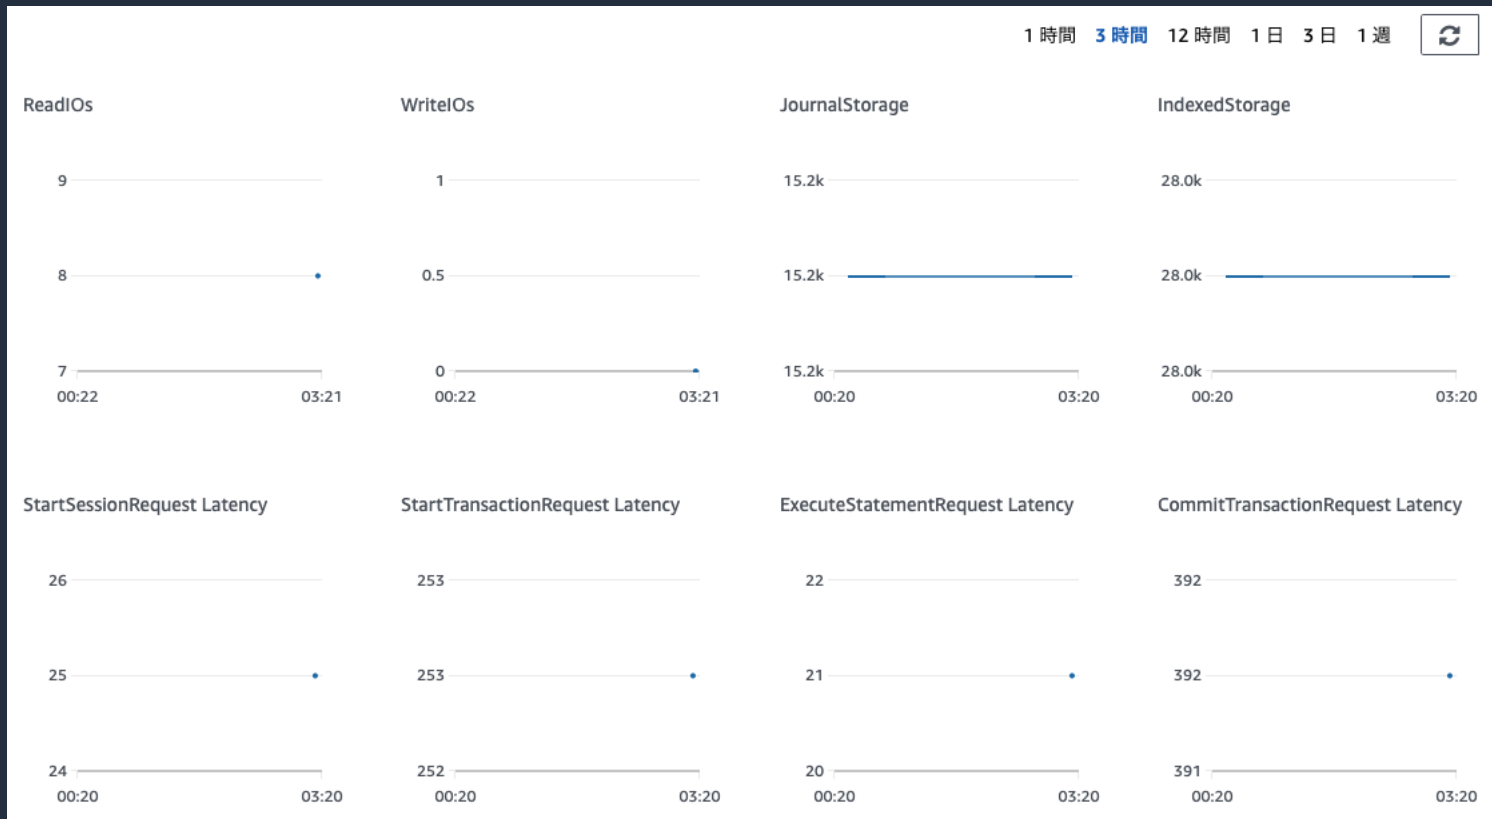 1 時間 3 時間 12 時間 1 日 3 日 1 週
ReadIOs
9
8
7
00:22 03:21
WriteIOs
1
0.5
0
00:22 03:21
JournalStorage
15.2k
15.2k
15.2k
00:20 03:20
IndexedStorage
28.0k
28.0k
28.0k
00:20 03:20
StartSessionRequest Latency
26
25
24
00:20 03:20
StartTransactionRequest Latency
253
253
252
00:20 03:20
ExecuteStatementRequest Latency
22
21
20
00:20 03:20
CommitTransactionRequest Latency
392
392
391
00:20 03:20